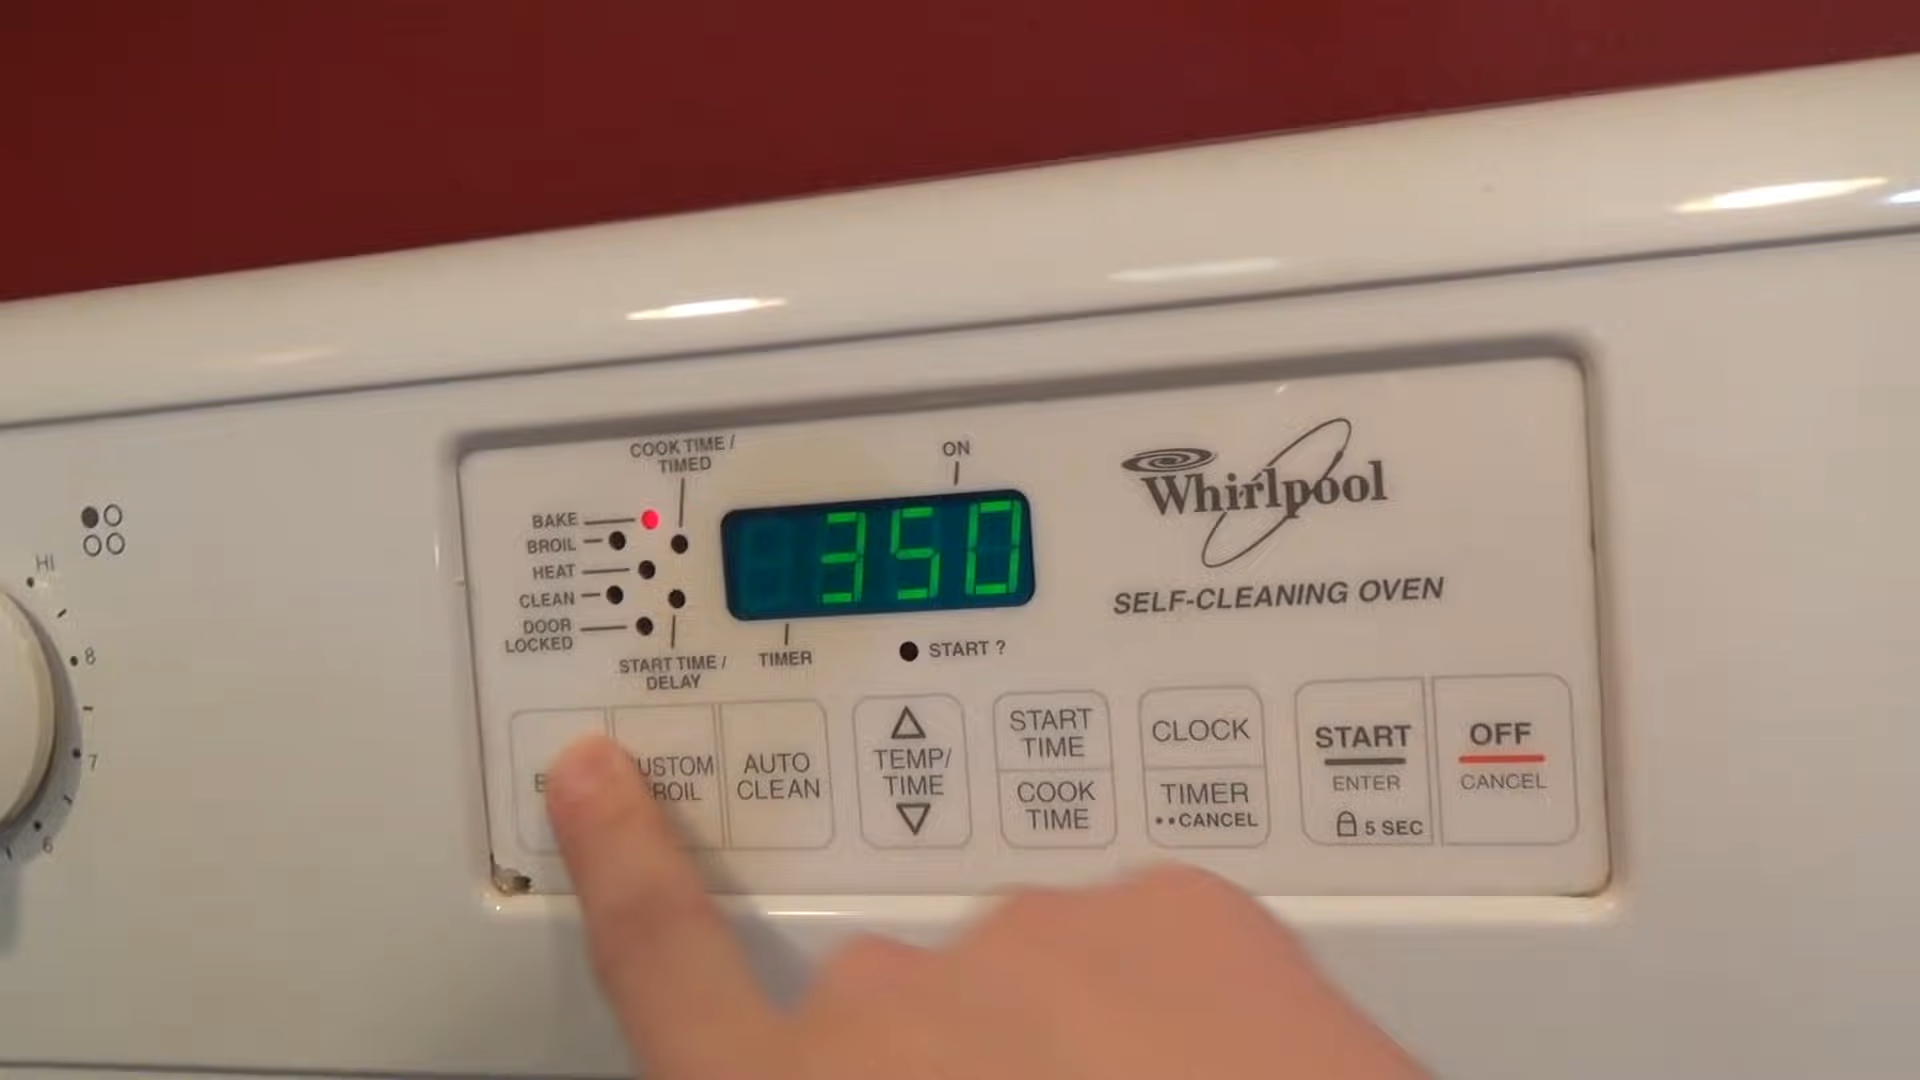 HI
8
7
6
COOK TIME /
TIMED
ON
BAKE
BROIL
HEAT
CLEAN
DOOR
LOCKED
350
START TIME /
DELAY
TIMER
START ?
Whirlpool
SELF-CLEANING OVEN
AUTO
CLEAN
TEMP/
TIME
START
TIME
COOK
TIME
CLOCK
TIMER
••CANCEL
START
ENTER
5 SEC
OFF
CANCEL